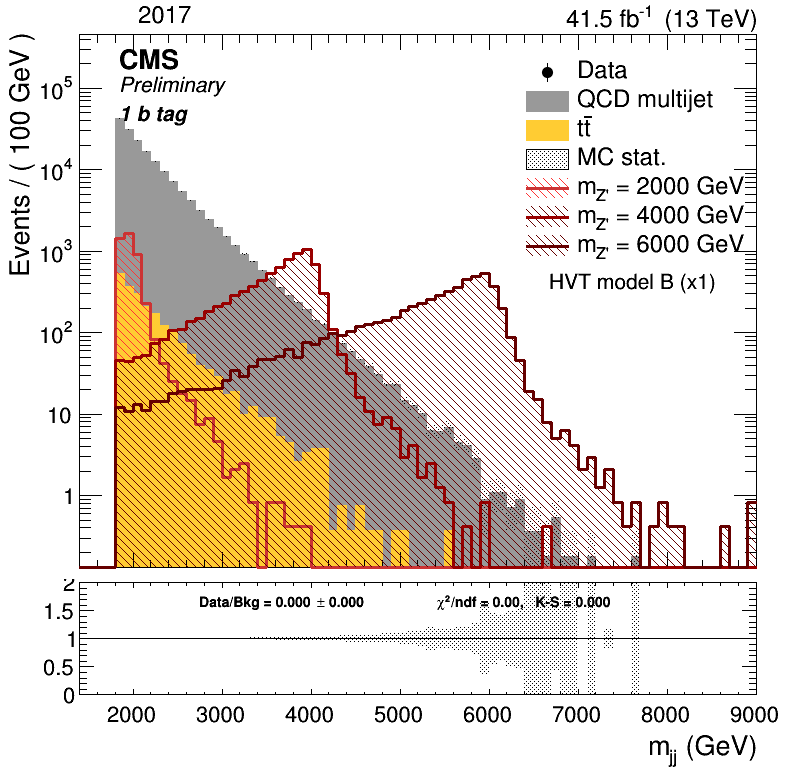 2017 41.5 fb⁻¹ (13 TeV)
CMS
Preliminary
1 b tag
Data
QCD multijet
tt̄
MC stat.
m_Z' = 2000 GeV
m_Z' = 4000 GeV
m_Z' = 6000 GeV
HVT model B (x1)
Events / ( 100 GeV )
10⁵
10⁴
10³
10²
10
1
2
1.5
1
0.5
0
Data/Bkg = 0.000 ± 0.000 χ²/ndf = 0.00, K-S = 0.000
2000 3000 4000 5000 6000 7000 8000 9000
m_jj (GeV)